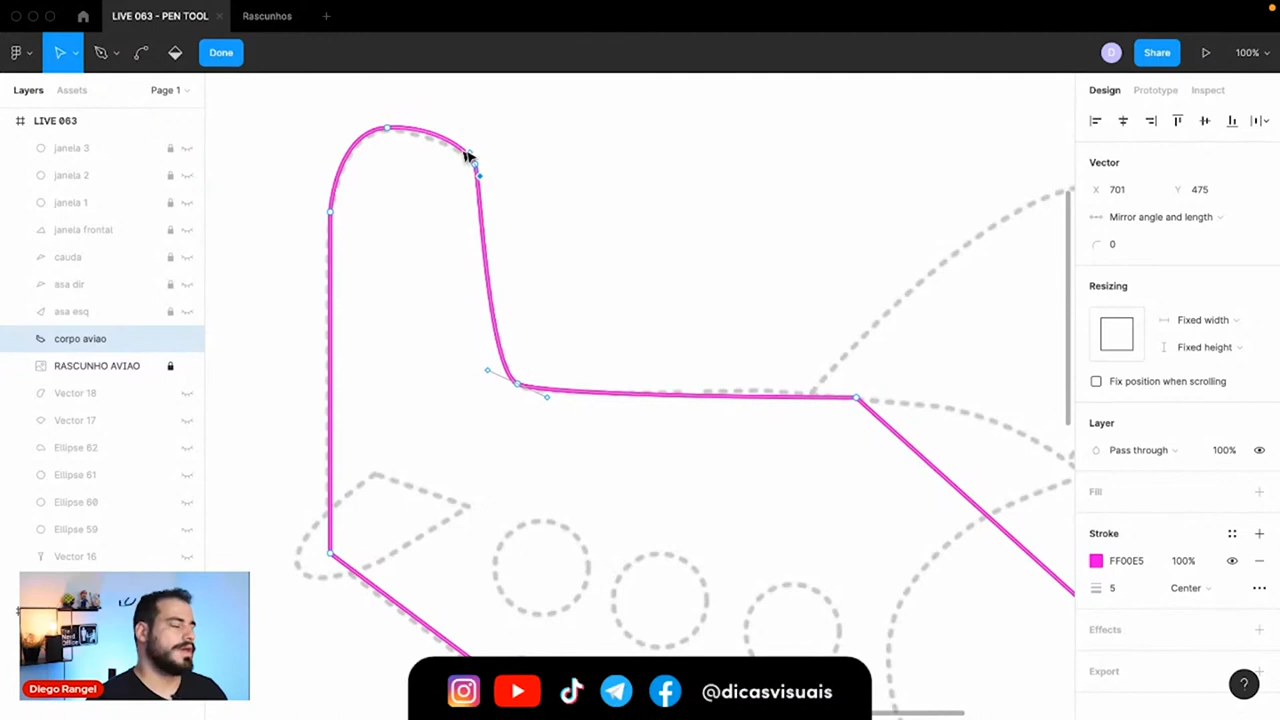 LIVE 063 - PEN TOOL
Rascunhos
Done
Share
100%
Layers
Assets
Page 1
LIVE 063
janela 3
janela 2
janela 1
janela frontal
cauda
asa dir
asa esq
corpo aviao
RASCUNHO AVIAO
Vector 18
Vector 17
Ellipse 62
Ellipse 61
Ellipse 60
Ellipse 59
Vector 16
Diego Rangel
@dicasvisuais
D
Design
Prototype
Inspect
Vector
X 701 Y 475
Mirror angle and length
0
Resizing
Fixed width
Fixed height
Fix position when scrolling
Layer
Pass through 100%
Fill
Stroke
FF00E5 100%
5 Center
Effects
Export
?